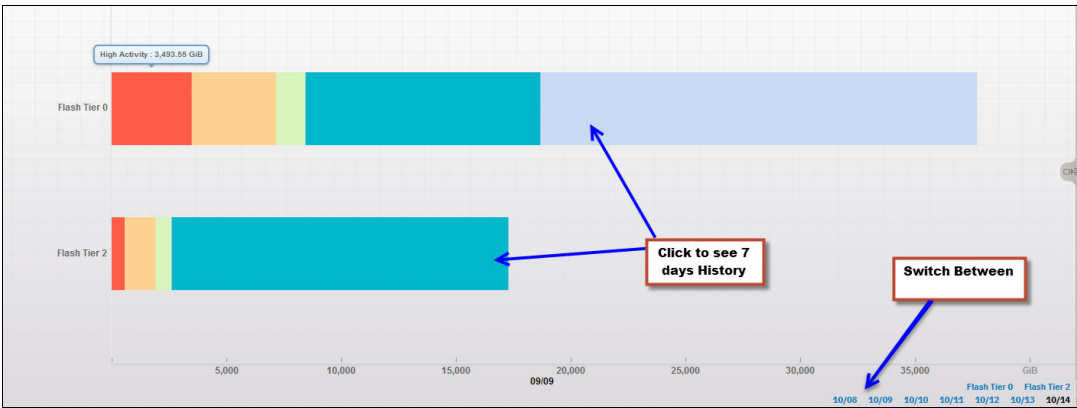 High Activity : 3,493.55 GiB
Flash Tier 0
Click to see 7
days History
Flash Tier 2
Switch Between
5,000 10,000 15,000 20,000 25,000 30,000 35,000 GiB
09/09
Flash Tier 0 Flash Tier 2
10/08 10/09 10/10 10/11 10/12 10/13 10/14